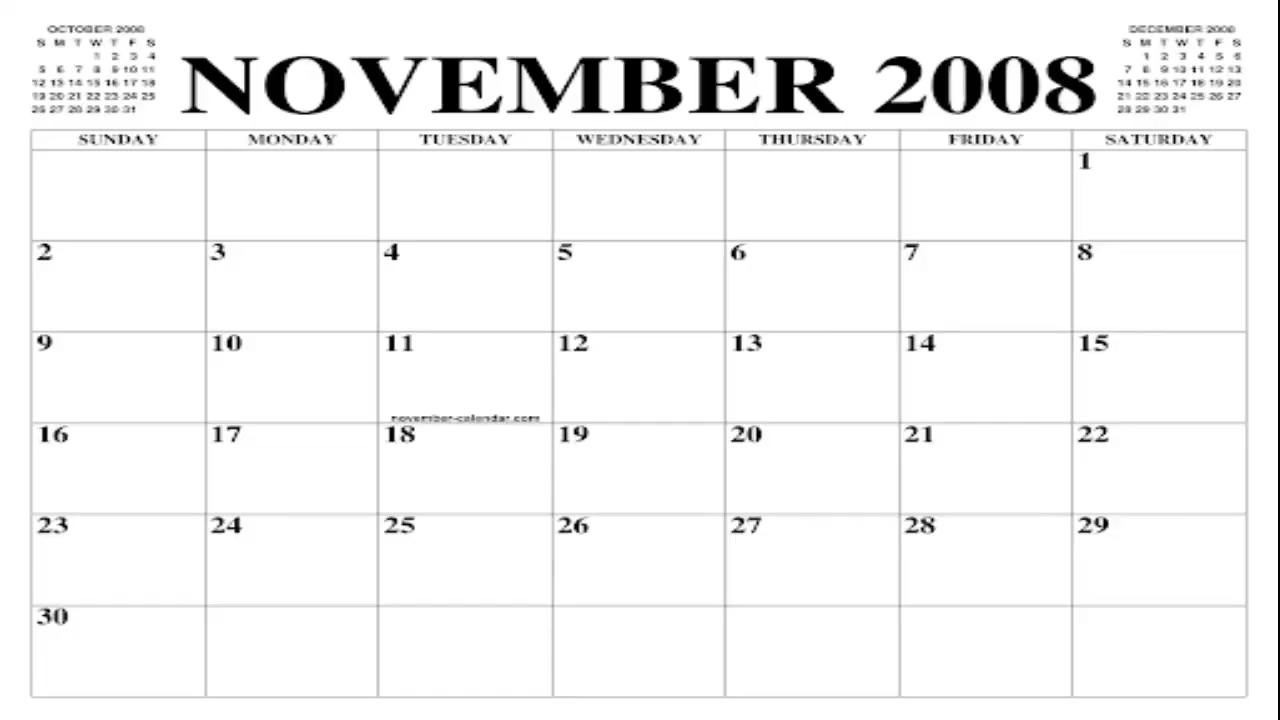 OCTOBER 2008
S M T W T F S
1 2 3 4
5 6 7 8 9 10 11
12 13 14 15 16 17 18
19 20 21 22 23 24 25
26 27 28 29 30 31
NOVEMBER 2008
DECEMBER 2008
S M T W T F S
1 2 3 4 5 6
7 8 9 10 11 12 13
14 15 16 17 18 19 20
21 22 23 24 25 26 27
28 29 30 31
SUNDAY MONDAY TUESDAY WEDNESDAY THURSDAY FRIDAY SATURDAY
1
2 3 4 5 6 7 8
9 10 11 12 13 14 15
november-calendar.com
16 17 18 19 20 21 22
23 24 25 26 27 28 29
30